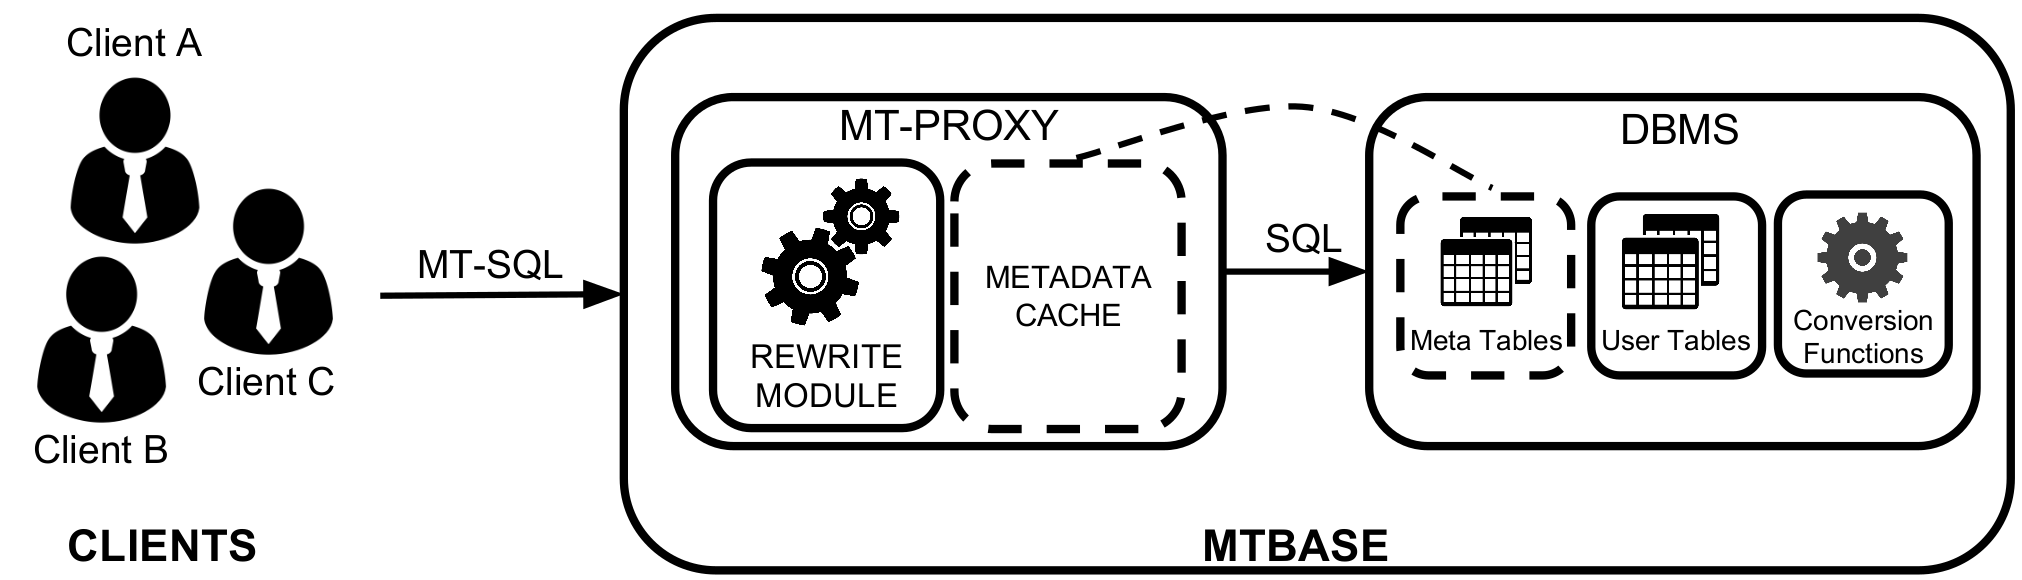 Client A
Client C
Client B
CLIENTS
MT-SQL
MT-PROXY
REWRITE
MODULE
METADATA
CACHE
SQL
DBMS
Meta Tables
User Tables
Conversion
Functions
MTBASE